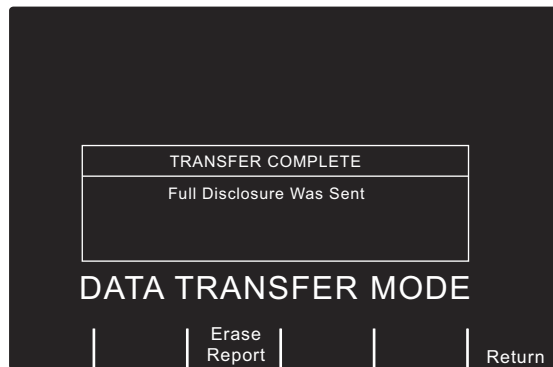 TRANSFER COMPLETE
Full Disclosure Was Sent
DATA TRANSFER MODE
Erase
Report
Return